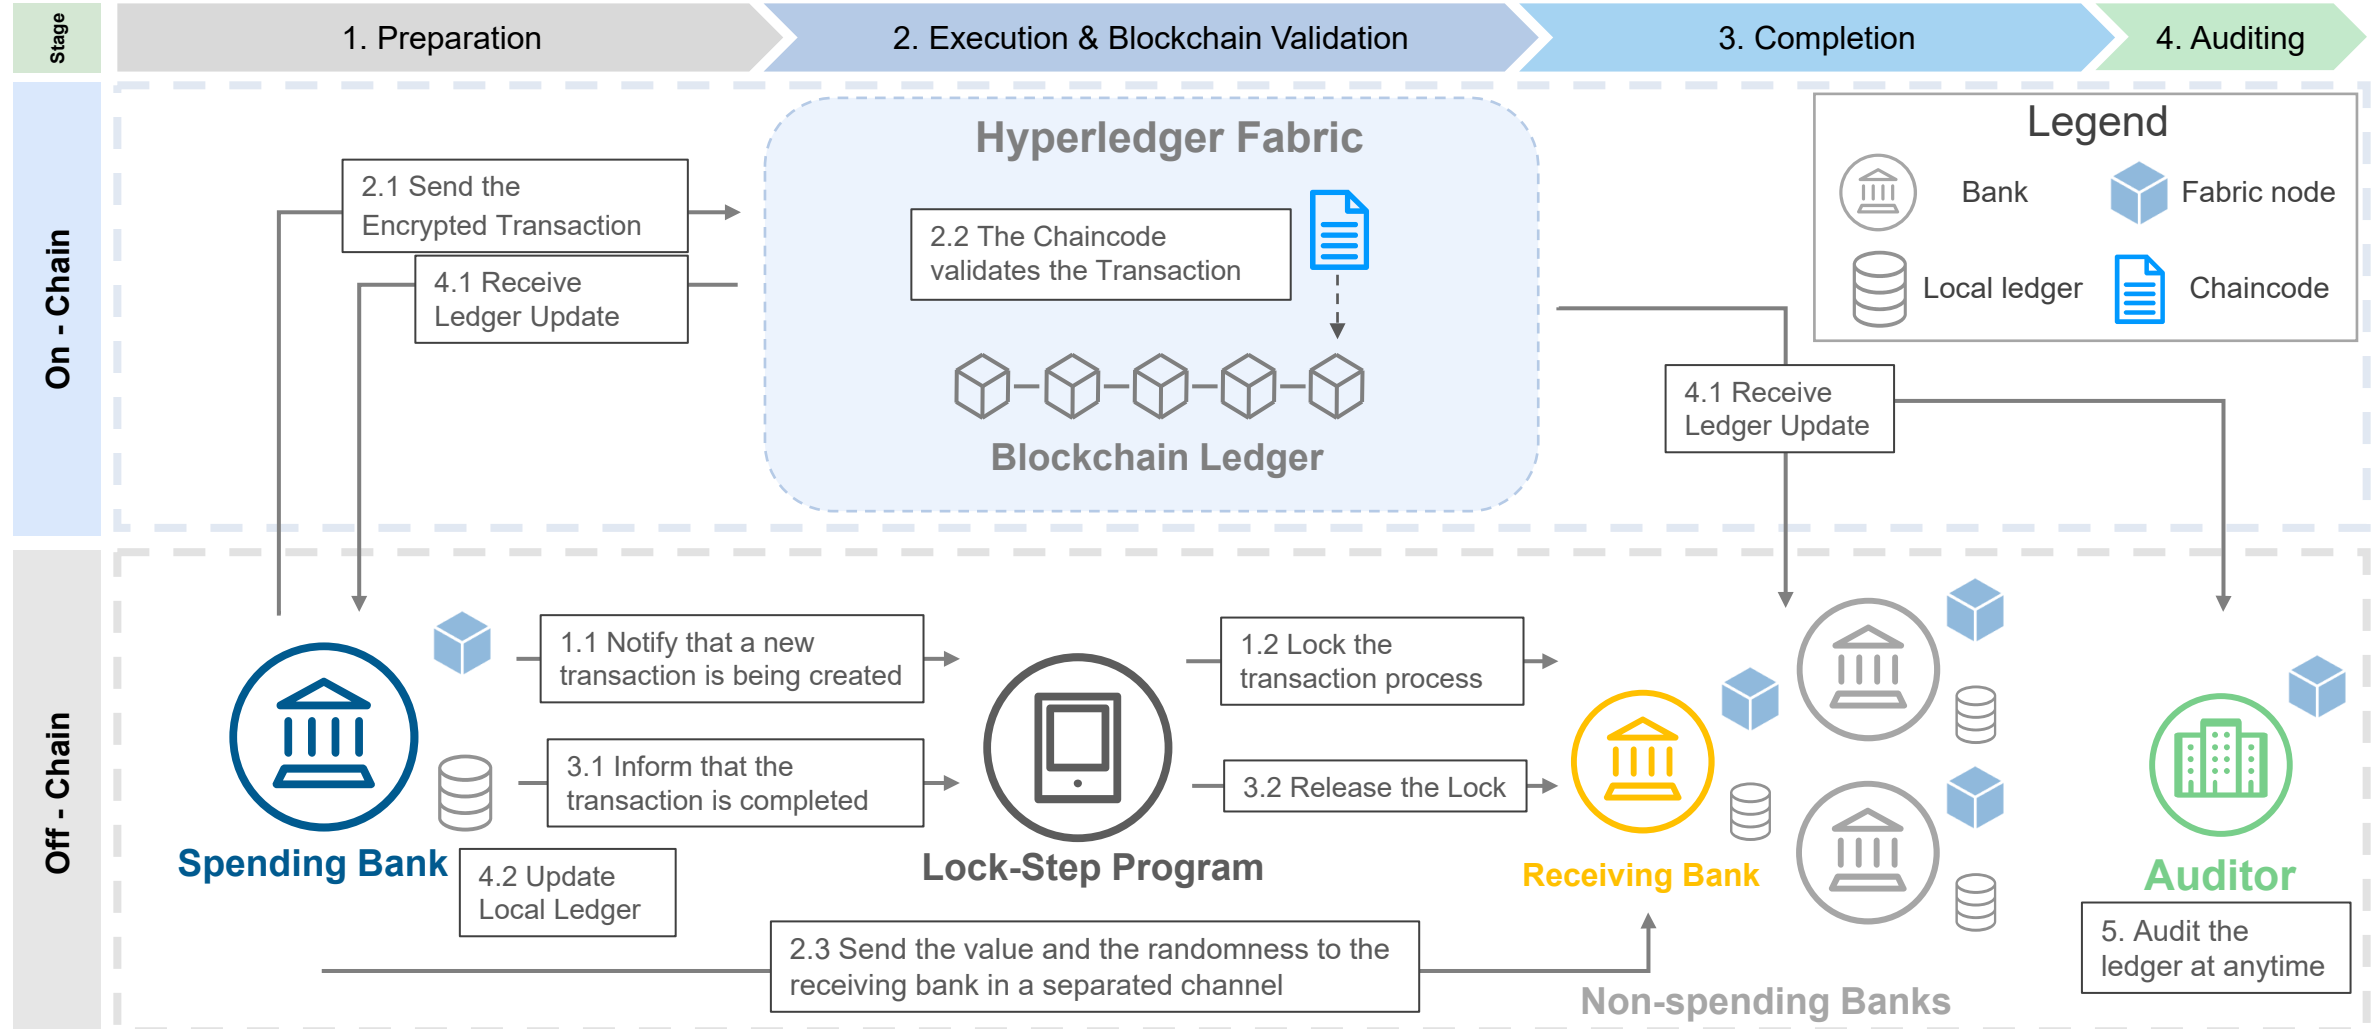 Stage
1. Preparation
2. Execution & Blockchain Validation
3. Completion
4. Auditing
On - Chain
2.1 Send the
Encrypted Transaction
4.1 Receive
Ledger Update
Hyperledger Fabric
2.2 The Chaincode
validates the Transaction
Blockchain Ledger
4.1 Receive
Ledger Update
Legend
Bank
Fabric node
Local ledger
Chaincode
Off - Chain
1.1 Notify that a new
transaction is being created
1.2 Lock the
transaction process
3.1 Inform that the
transaction is completed
3.2 Release the Lock
Spending Bank
4.2 Update
Local Ledger
Lock-Step Program
Receiving Bank
Auditor
2.3 Send the value and the randomness to the
receiving bank in a separated channel
Non-spending Banks
5. Audit the
ledger at anytime